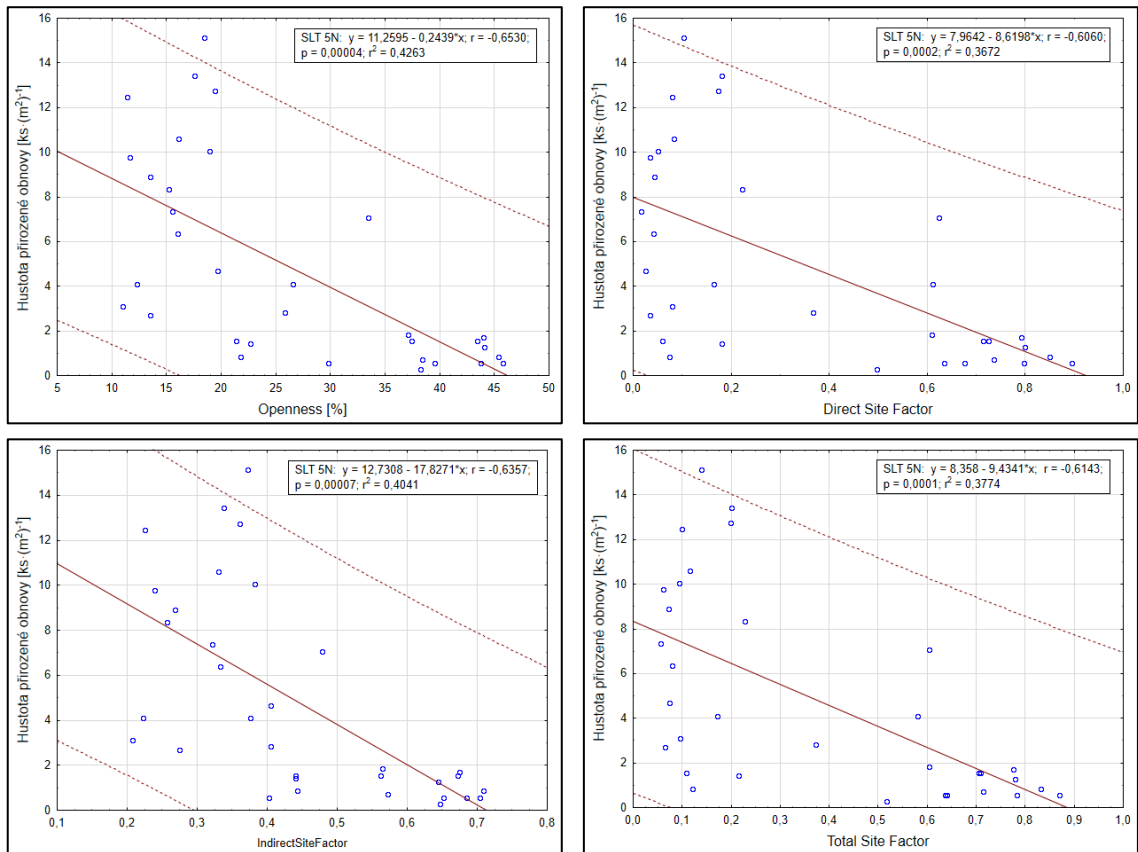 SLT 5N: y = 11,2595 - 0,2439*x; r = -0,6530;
p = 0,00004; r² = 0,4263
Hustota přirozené obnovy [ks·(m²)⁻¹]
16
14
12
10
8
6
4
2
0
5 10 15 20 25 30 35 40 45 50
Openness [%]
SLT 5N: y = 7,9642 - 8,6198*x; r = -0,6060;
p = 0,0002; r² = 0,3672
Hustota přirozené obnovy [ks·(m²)⁻¹]
16
14
12
10
8
6
4
2
0
0,0 0,2 0,4 0,6 0,8 1,0
Direct Site Factor
SLT 5N: y = 12,7308 - 17,8271*x; r = -0,6357;
p = 0,00007; r² = 0,4041
Hustota přirozené obnovy [ks·(m²)⁻¹]
16
14
12
10
8
6
4
2
0
0,1 0,2 0,3 0,4 0,5 0,6 0,7 0,8
IndirectSiteFactor
SLT 5N: y = 8,358 - 9,4341*x; r = -0,6143;
p = 0,0001; r² = 0,3774
Hustota přirozené obnovy [ks·(m²)⁻¹]
16
14
12
10
8
6
4
2
0
0,0 0,1 0,2 0,3 0,4 0,5 0,6 0,7 0,8 0,9 1,0
Total Site Factor